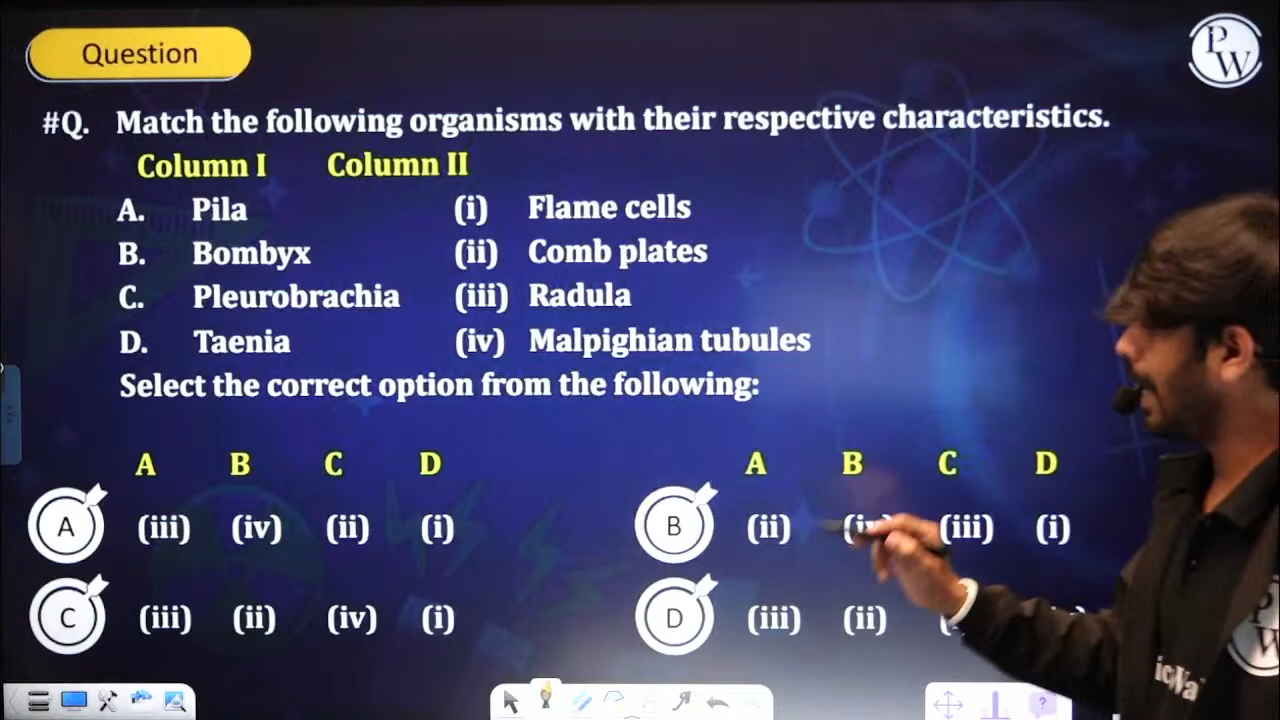 Question
PW
#Q. Match the following organisms with their respective characteristics.
Column I Column II
A. Pila (i) Flame cells
B. Bombyx (ii) Comb plates
C. Pleurobrachia (iii) Radula
D. Taenia (iv) Malpighian tubules
Select the correct option from the following:
A B C D A B C D
A (iii) (iv) (ii) (i) B (ii) (iv) (iii) (i)
C (iii) (ii) (iv) (i) D (iii) (ii)